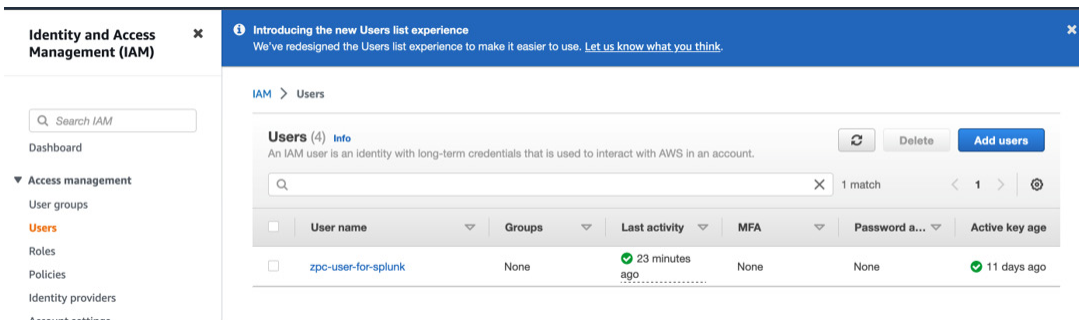 Identity and Access
Management (IAM)
Introducing the new Users list experience
We've redesigned the Users list experience to make it easier to use. Let us know what you think.
IAM > Users
Search IAM
Dashboard
Access management
User groups
Users
Roles
Policies
Identity providers
Account settings
Users (4) Info
An IAM user is an identity with long-term credentials that is used to interact with AWS in an account.
Delete
Add users
1 match
1
User name Groups Last activity MFA Password a... Active key age
zpc-user-for-splunk None 23 minutes
ago
None None 11 days ago